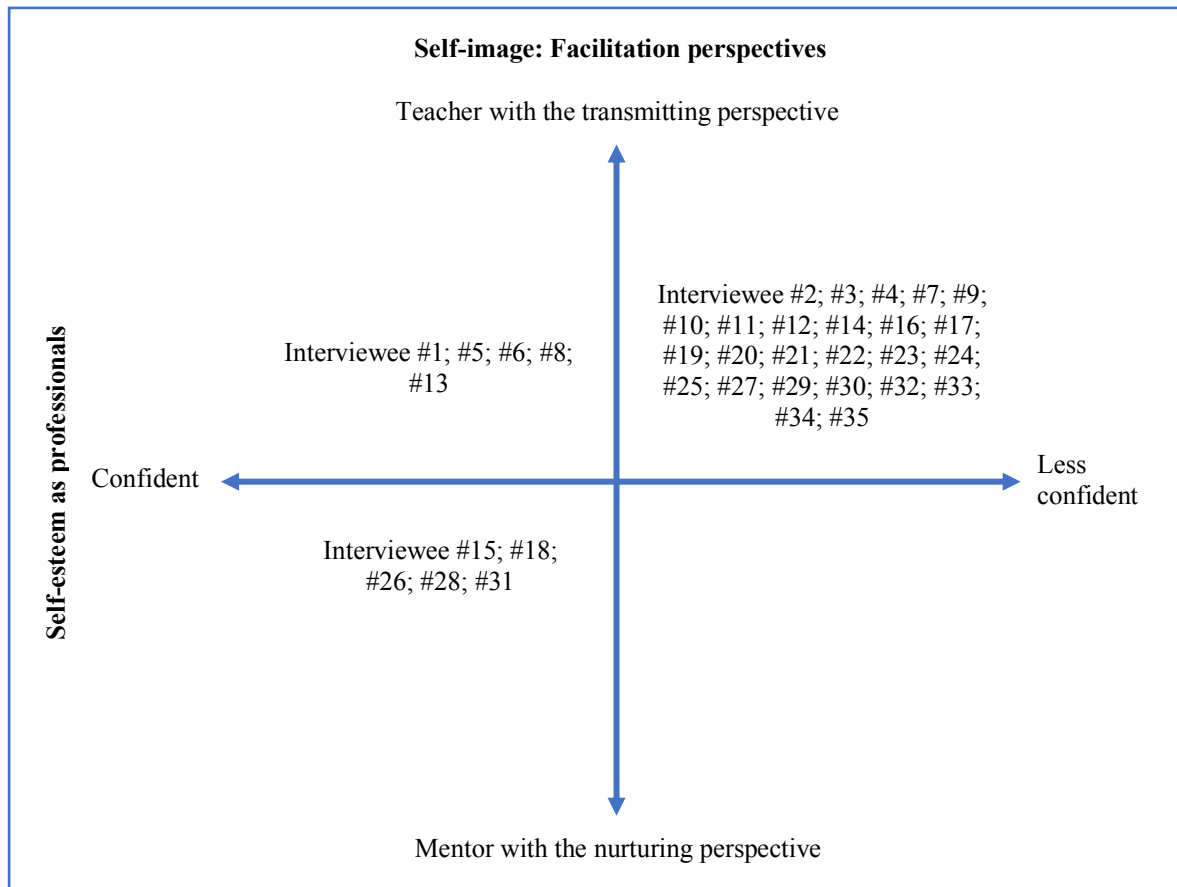 Self-image: Facilitation perspectives
Teacher with the transmitting perspective
Interviewee #2; #3; #4; #7; #9;
#10; #11; #12; #14; #16; #17;
#19; #20; #21; #22; #23; #24;
#25; #27; #29; #30; #32; #33;
#34; #35
Interviewee #1; #5; #6; #8;
#13
Self-esteem as professionals
Confident
Less
confident
Interviewee #15; #18;
#26; #28; #31
Mentor with the nurturing perspective